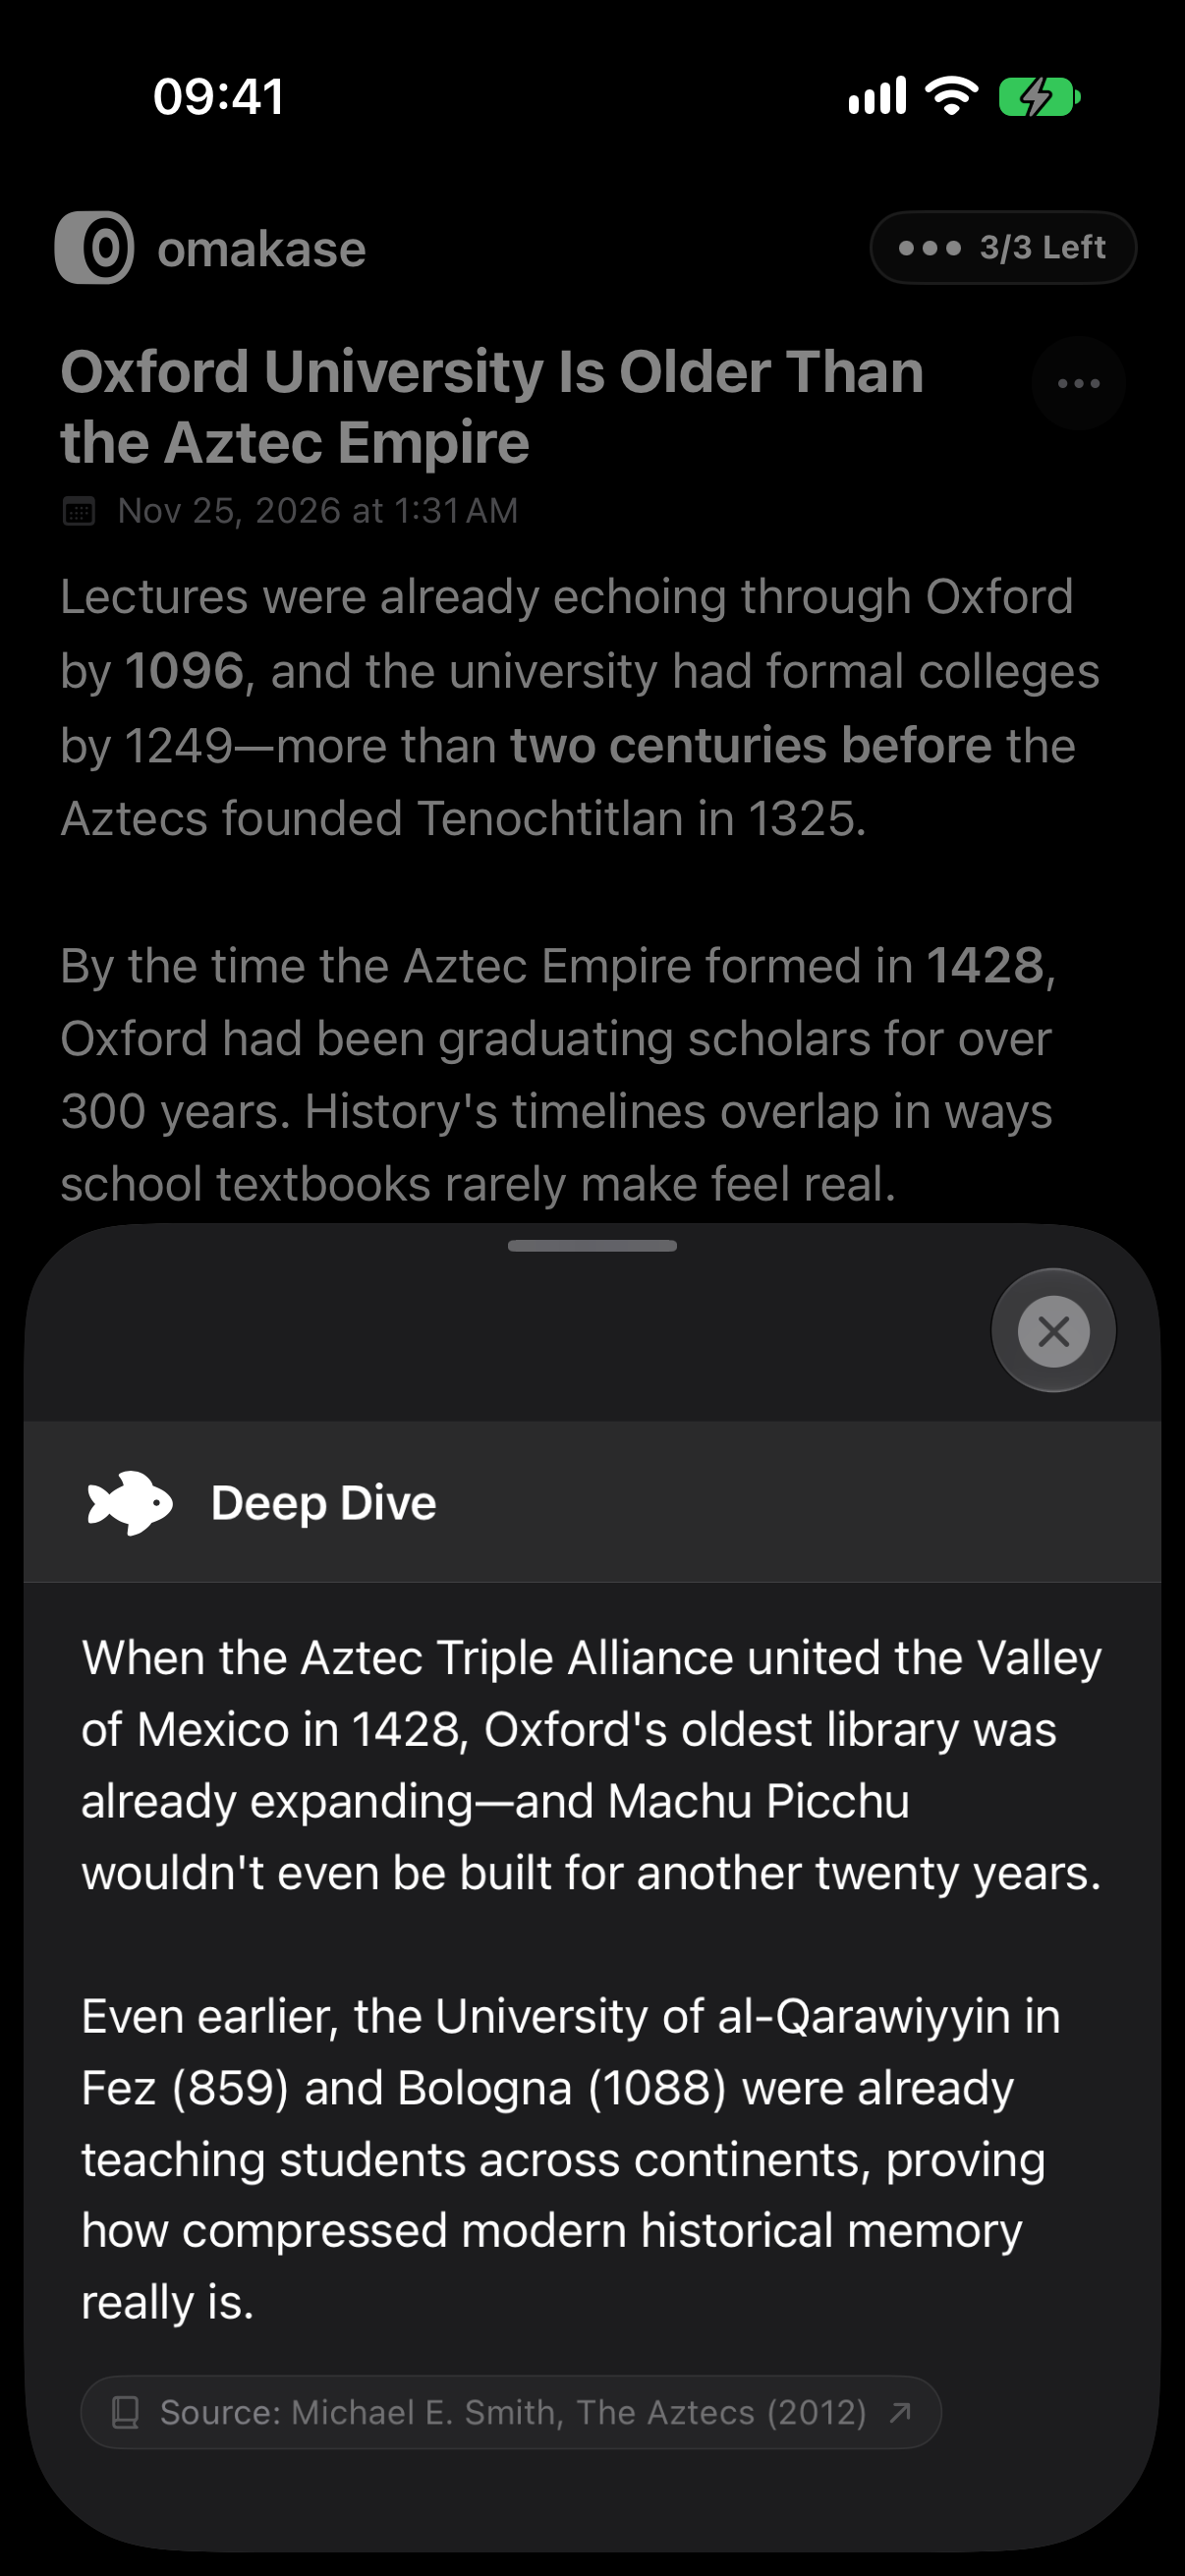 09:41
omakase
3/3 Left
Oxford University Is Older Than
the Aztec Empire
Nov 25, 2026 at 1:31 AM
Lectures were already echoing through Oxford
by 1096, and the university had formal colleges
by 1249—more than two centuries before the
Aztecs founded Tenochtitlan in 1325.
By the time the Aztec Empire formed in 1428,
Oxford had been graduating scholars for over
300 years. History's timelines overlap in ways
school textbooks rarely make feel real.
Deep Dive
When the Aztec Triple Alliance united the Valley
of Mexico in 1428, Oxford's oldest library was
already expanding—and Machu Picchu
wouldn't even be built for another twenty years.
Even earlier, the University of al-Qarawiyyin in
Fez (859) and Bologna (1088) were already
teaching students across continents, proving
how compressed modern historical memory
really is.
Source: Michael E. Smith, The Aztecs (2012)